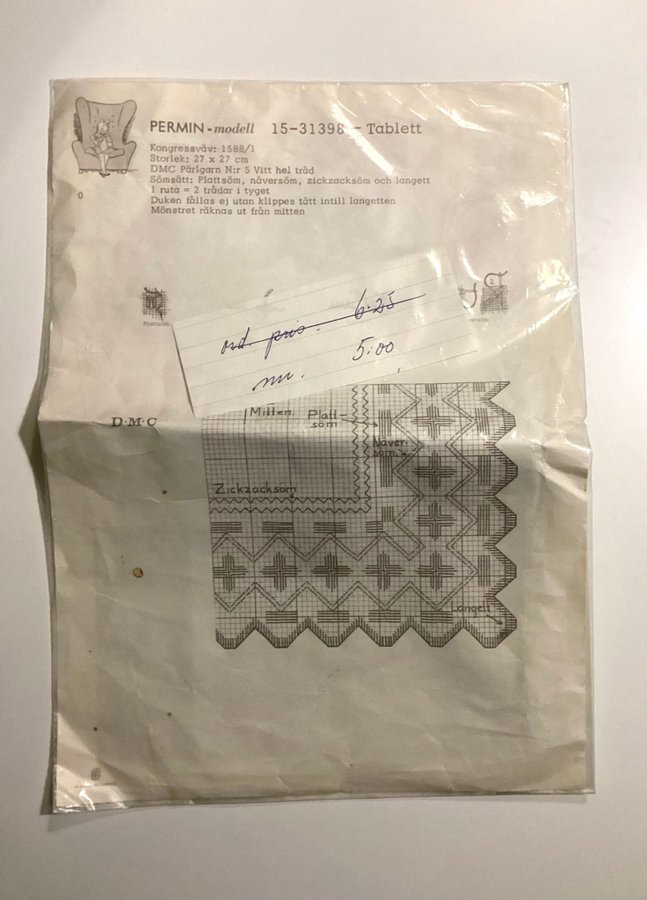 PERMIN - modell 15-31398 - Tablett
Kongressväv: 1588/1
Storlek: 27 x 27 cm
DMC Pärlgarn N:r 5 Vitt hel tråd
Sömsätt: Plattsöm, näversöm, zickzacksöm och langett
1 ruta = 2 trådar i tyget
Duken fållas ej utan klippes tätt intill langetten
Mönstret räknas ut från mitten
Plattsöm
ord. pris. 6.25
nu. 5:00
D·M·C
Mitten.
Platt-
söm
Näver-
söm
Zickzacksöm
Langett